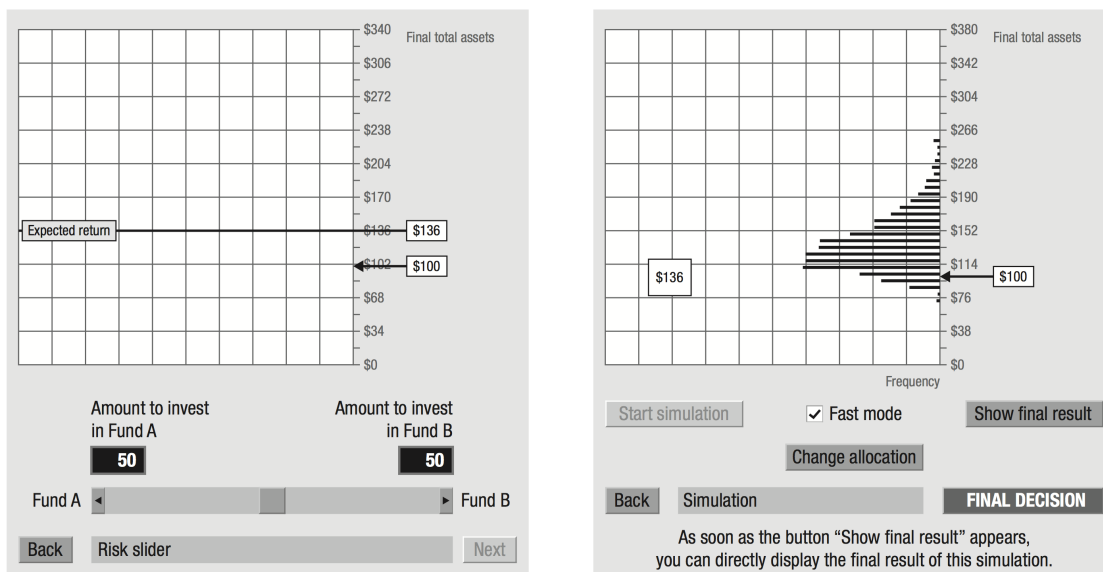 $340
Final total assets
$306
$272
$238
$204
$170
Expected return
$136
$136
$102
$100
$68
$34
$0
Amount to invest
in Fund A
Amount to invest
in Fund B
50
50
Fund A
Fund B
Back
Risk slider
Next
$380
Final total assets
$342
$304
$266
$228
$190
$152
$114
$136
$100
$76
$38
$0
Frequency
Start simulation
Fast mode
Show final result
Change allocation
Back
Simulation
FINAL DECISION
As soon as the button “Show final result” appears,
you can directly display the final result of this simulation.